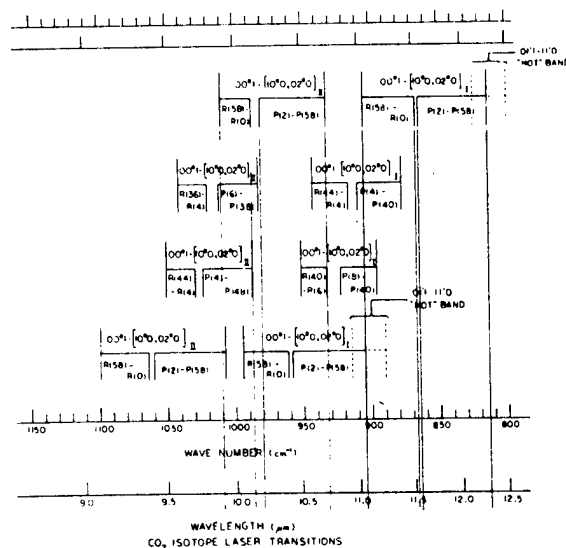 01'1-11'0
"HOT" BAND
00°1-[10°0,02°0]II
00°1-[10°0,02°0]I
R(58)-
R(0)
P(2)-P(58)
R(58)-
R(0)
P(2)-P(58)
00°1-[10°0,02°0]II
00°1-[10°0,02°0]I
R(36)-
R(4)
P(6)-
P(38)
R(44)-
R(4)
P(4)-
P(40)
00°1-[10°0,02°0]II
00°1-[10°0,02°0]I
R(44)
-R(4)
P(4)-
P(48)
R(40)
-R(6)
P(8)-
P(40)
01'1-11'0
"HOT" BAND
00°1-[10°0,02°0]II
00°1-[10°0,02°0]I
R(58)-
R(0)
P(2)-P(58)
R(58)-
R(0)
P(2)-P(58)
1150 1100 1050 1000 950 900 850 800
WAVE NUMBER (cm⁻¹)
9.0 9.5 10.0 10.5 11.0 11.5 12.0 12.5
WAVELENGTH (μm)
CO₂ ISOTOPE LASER TRANSITIONS